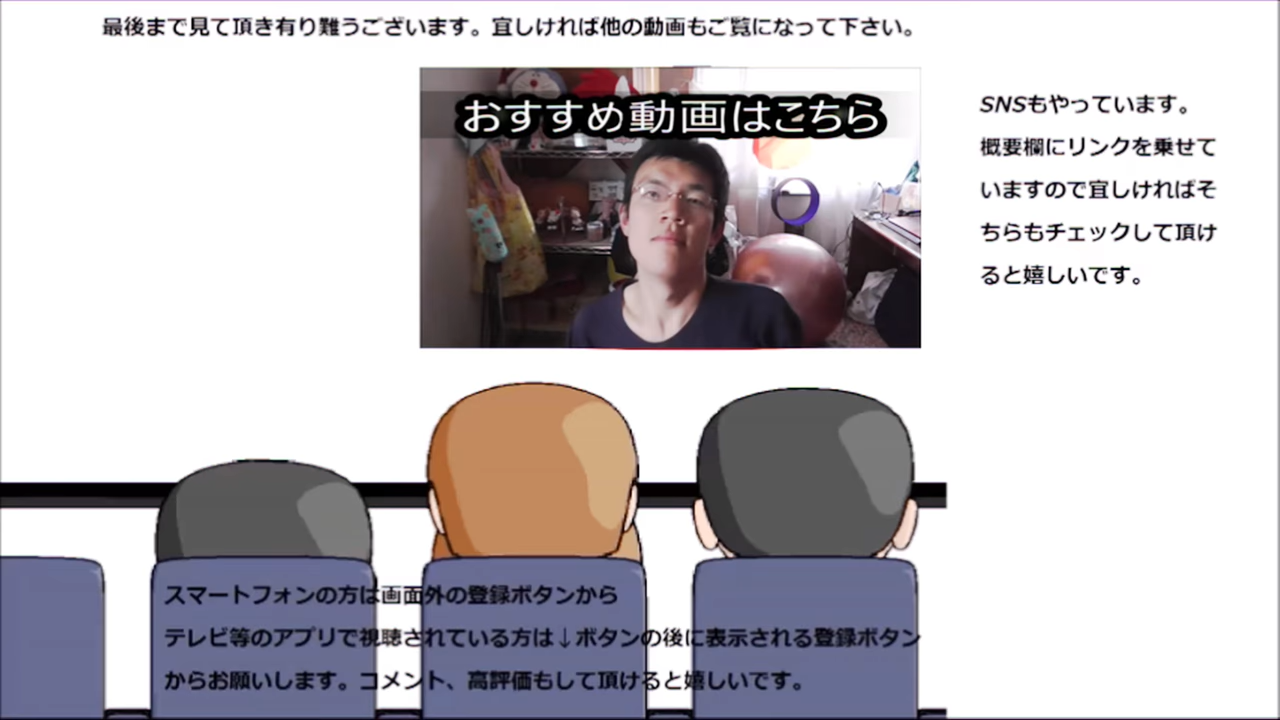 最後まで見て頂き有り難うございます。宜しければ他の動画もご覧になって下さい。
おすすめ動画はこちら
SNSもやっています。
概要欄にリンクを乗せて
いますので宜しければそ
ちらもチェックして頂け
ると嬉しいです。
スマートフォンの方は画面外の登録ボタンから
テレビ等のアプリで視聴されている方は↓ボタンの後に表示される登録ボタン
からお願いします。コメント、高評価もして頂けると嬉しいです。